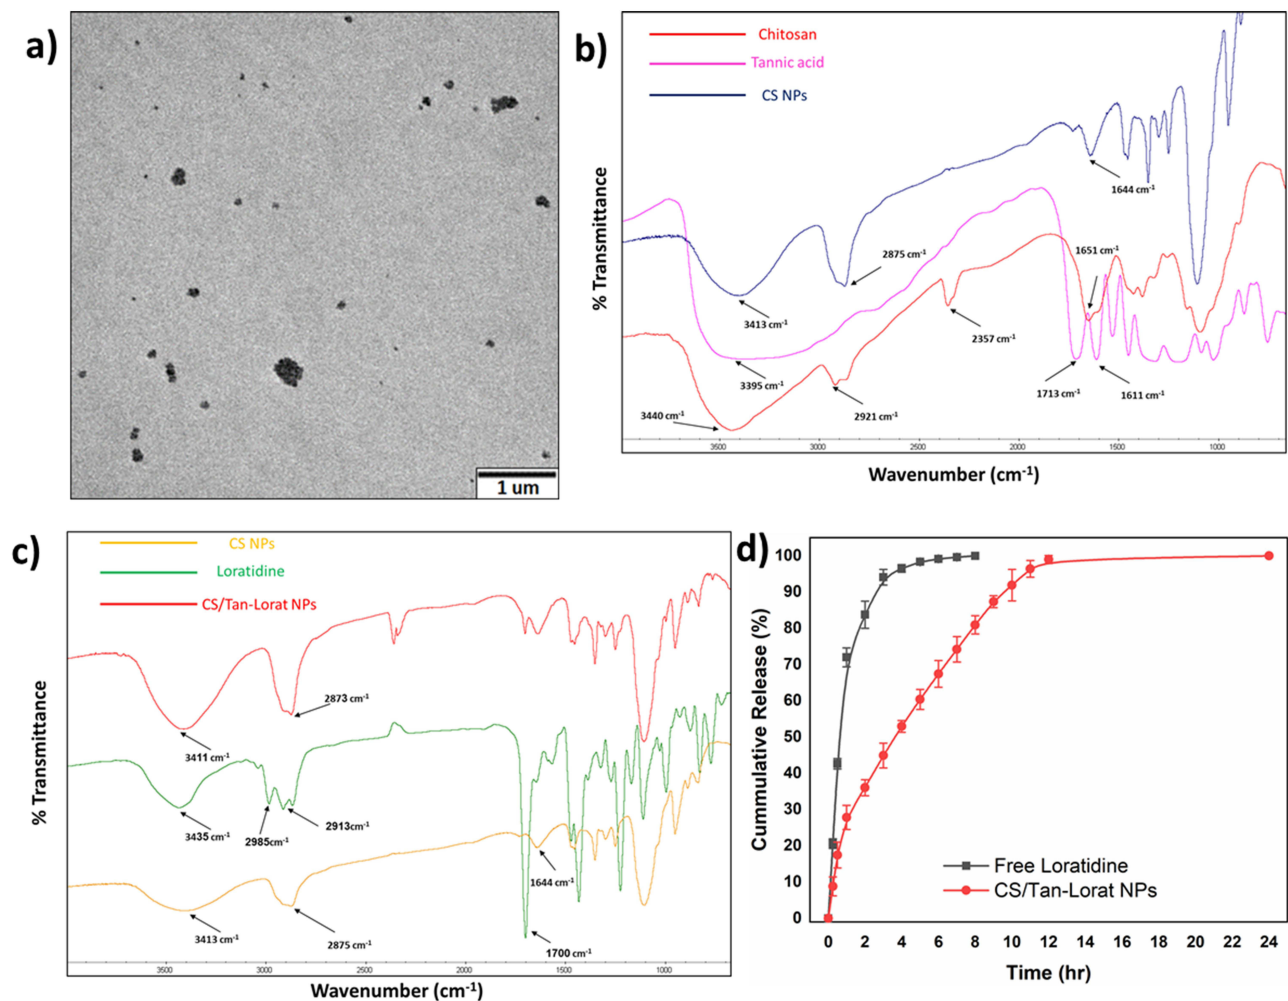 a)
1 um
b)
Chitosan
Tannic acid
CS NPs
% Transmittance
1644 cm-1
1651 cm-1
2875 cm-1
3413 cm-1
2357 cm-1
3395 cm-1
1713 cm-1
1611 cm-1
3440 cm-1
2921 cm-1
3500 3000 2500 2000 1500 1000
Wavenumber (cm-1)
c)
CS NPs
Loratidine
CS/Tan-Lorat NPs
% Transmittance
2873 cm-1
3411 cm-1
2913cm-1
3435 cm-1
2985cm-1
1644 cm-1
3413 cm-1
2875 cm-1
1700 cm-1
3000 2500 2000 1500 1000
Wavenumber (cm-1)
d)
Cummulative Release (%)
100
90
80
70
60
50
40
30
20
10
0
Free Loratidine
CS/Tan-Lorat NPs
0 2 4 6 8 10 12 14 16 18 20 22 24
Time (hr)